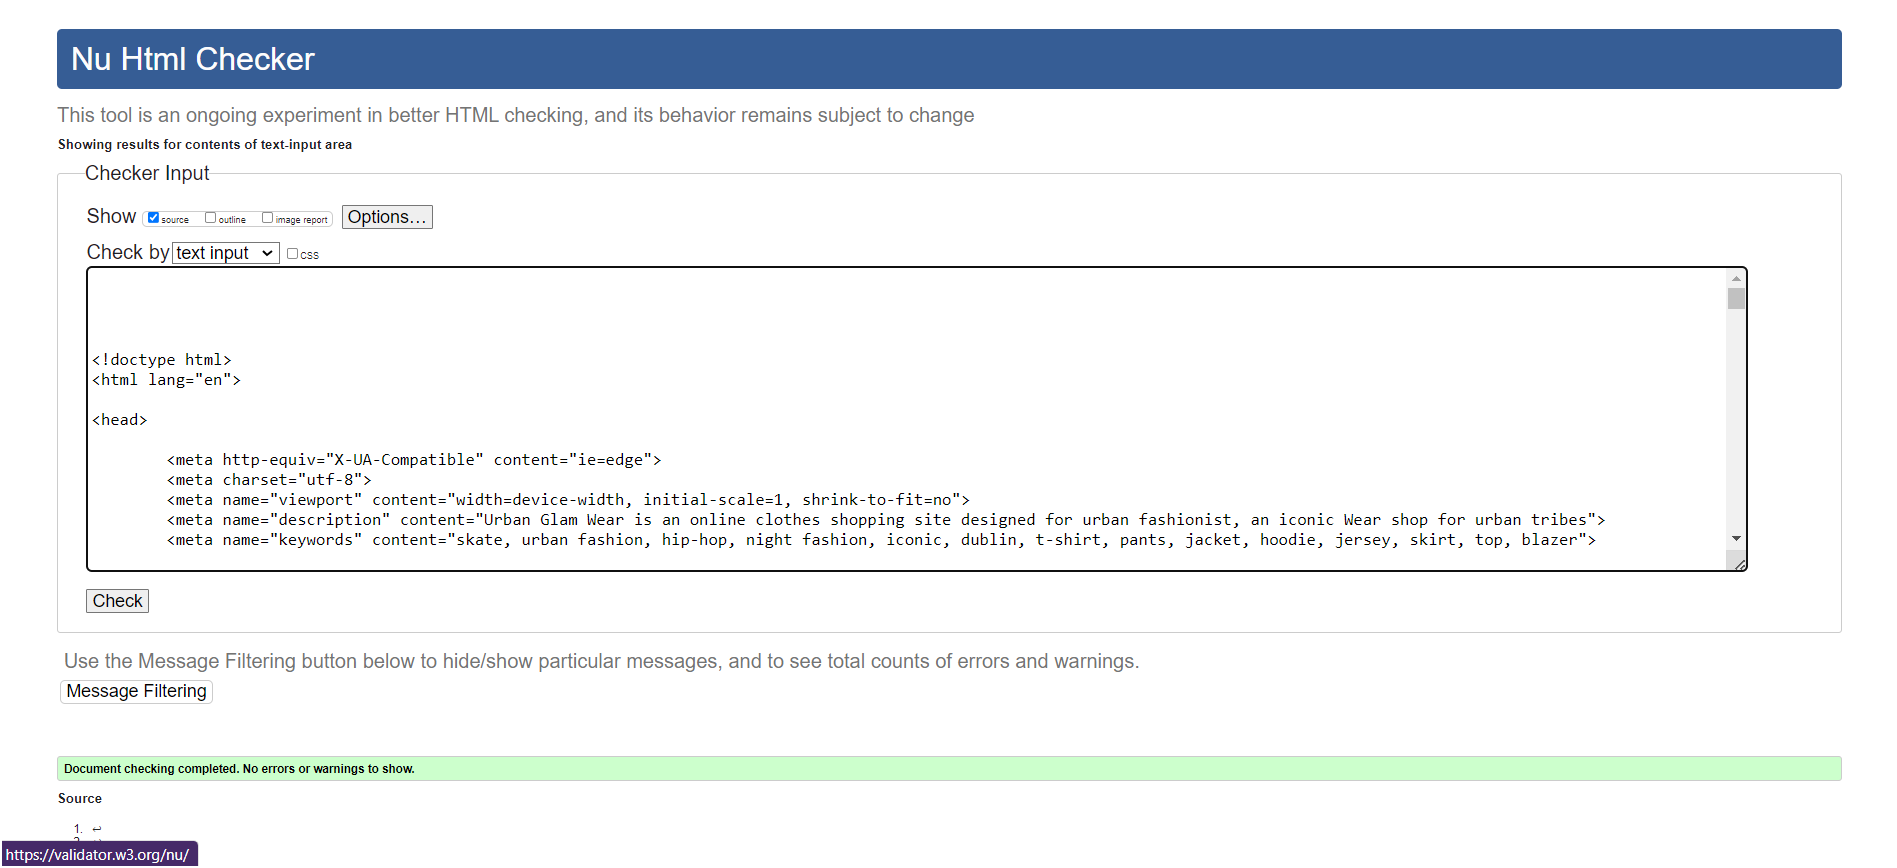 Nu Html Checker
This tool is an ongoing experiment in better HTML checking, and its behavior remains subject to change
Showing results for contents of text-input area
Checker Input
Show source outline image report Options...
Check by text input css
<!doctype html>
<html lang="en">
<head>
<meta http-equiv="X-UA-Compatible" content="ie=edge">
<meta charset="utf-8">
<meta name="viewport" content="width=device-width, initial-scale=1, shrink-to-fit=no">
<meta name="description" content="Urban Glam Wear is an online clothes shopping site designed for urban fashionist, an iconic Wear shop for urban tribes">
<meta name="keywords" content="skate, urban fashion, hip-hop, night fashion, iconic, dublin, t-shirt, pants, jacket, hoodie, jersey, skirt, top, blazer">
Check
Use the Message Filtering button below to hide/show particular messages, and to see total counts of errors and warnings.
Message Filtering
Document checking completed. No errors or warnings to show.
Source
1. ↩
https://validator.w3.org/nu/